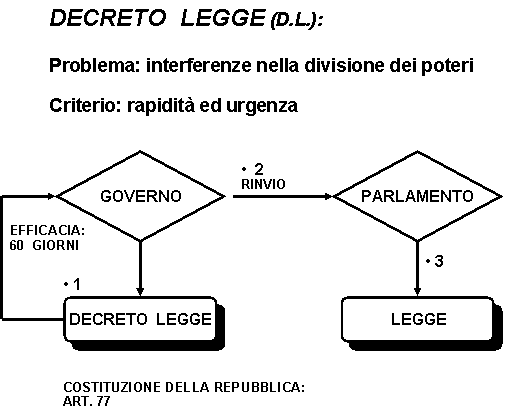 DECRETO LEGGE (D.L.):
Problema: interferenze nella divisione dei poteri
Criterio: rapidità ed urgenza
• 2
RINVIO
GOVERNO
PARLAMENTO
EFFICACIA:
60 GIORNI
• 3
• 1
DECRETO LEGGE
LEGGE
COSTITUZIONE DELLA REPUBBLICA:
ART. 77